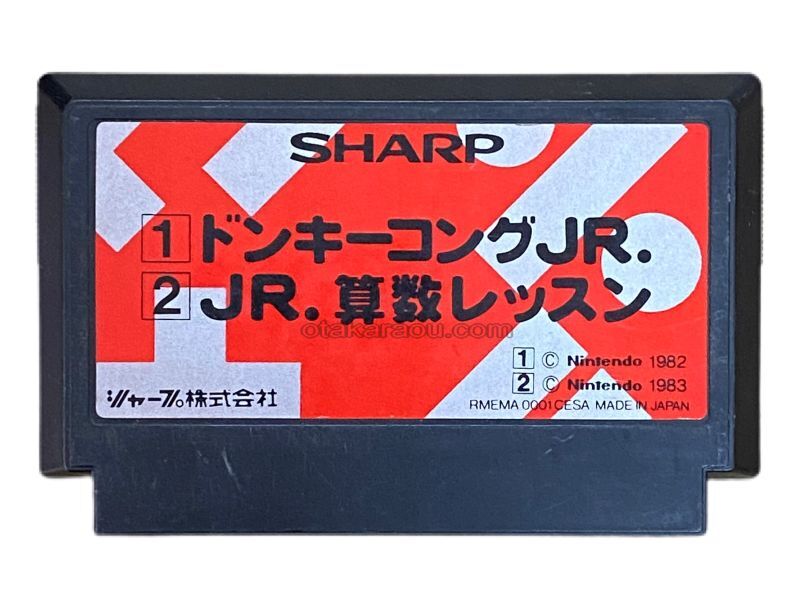 SHARP
1 ドンキーコングJR.
2 JR.算数レッスン
otakaraou.com
1 © Nintendo 1982
2 © Nintendo 1983
シャープ株式会社
RMEMA 0001CESA MADE IN JAPAN